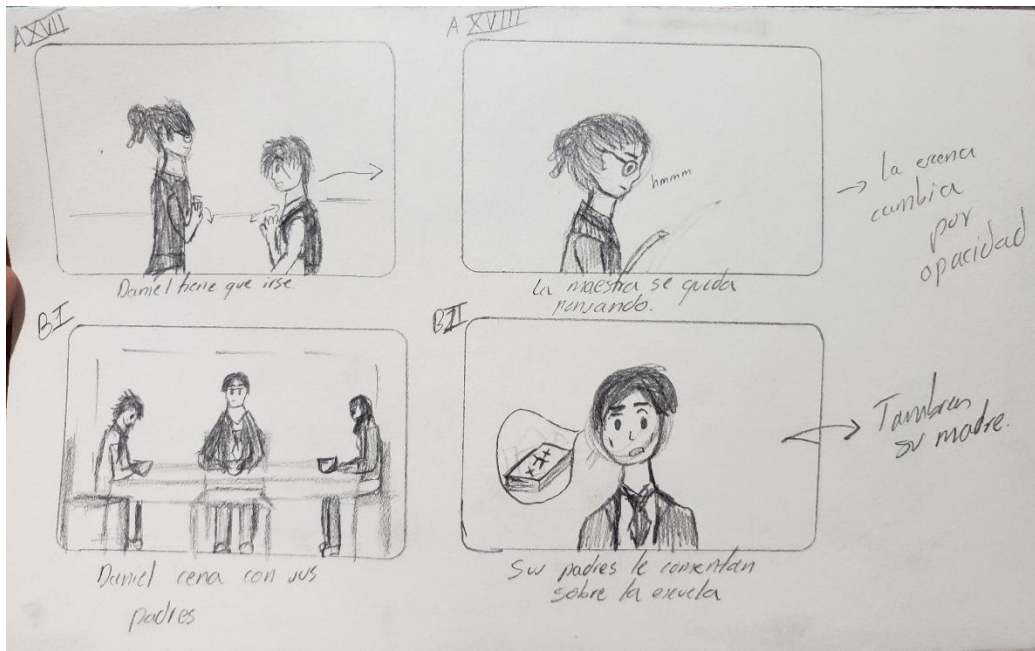 A XVII
Daniel tiene que irse
A XVIII
hmmm
La maestra se queda
pensando.
→ la escena
cambia
por
opacidad
B I
Daniel cena con sus
padres
B II
Sus padres le comentan
sobre la escuela
→ Tambien
su madre.